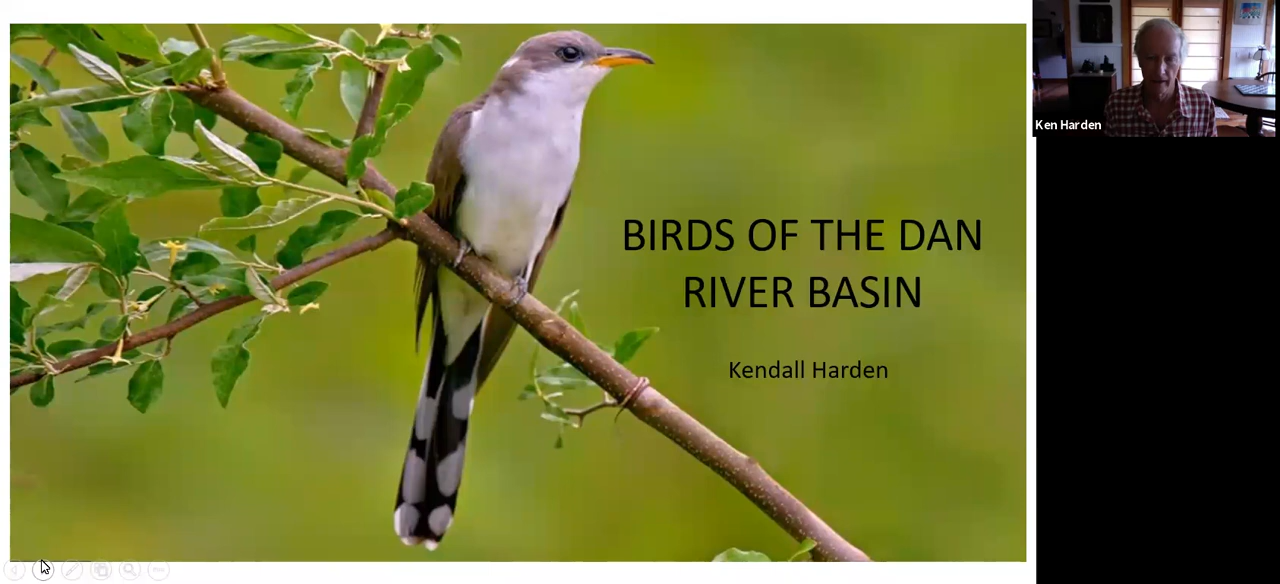 Ken Harden
BIRDS OF THE DAN
RIVER BASIN
Kendall Harden